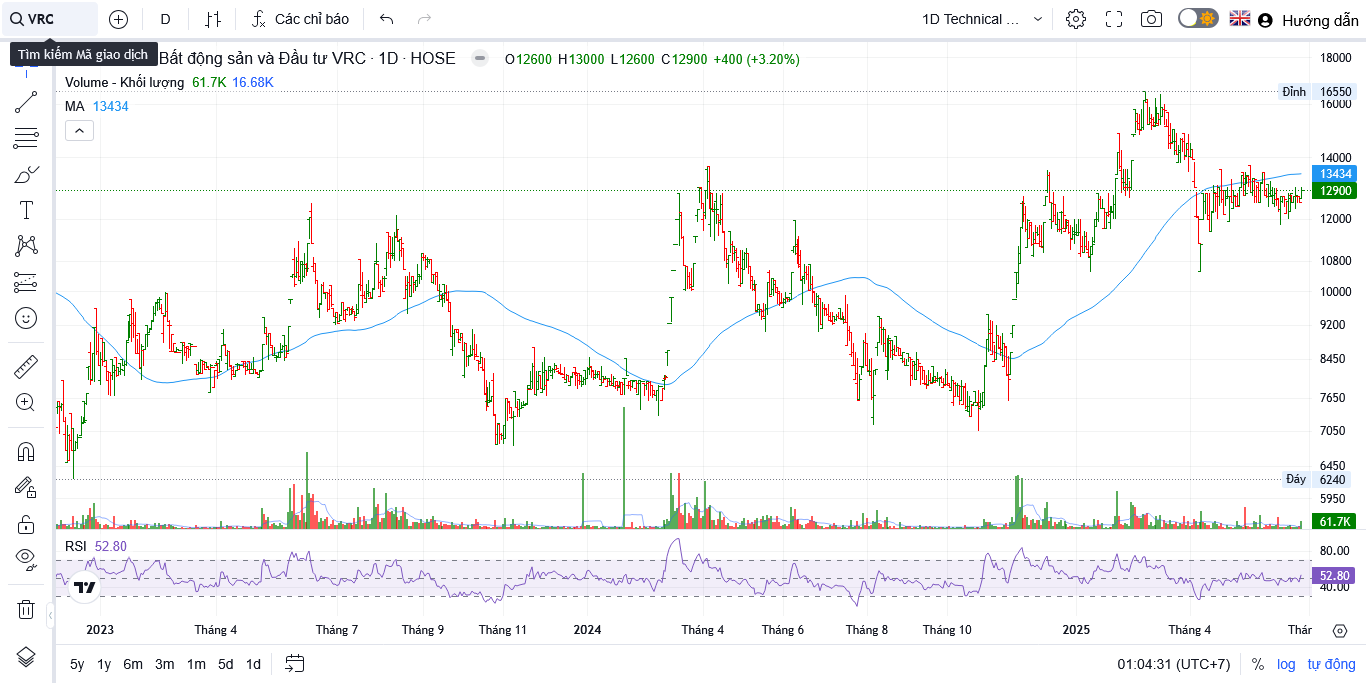 VRC D Các chỉ báo 1D Technical ... Hướng dẫn
Tìm kiếm Mã giao dịch
Bất động sản và Đầu tư VRC · 1D · HOSE O12600 H13000 L12600 C12900 +400 (+3.20%)
Volume - Khối lượng 61.7K 16.68K
MA 13434
18000
Đỉnh 16550
16000
14000
13434
12900
12000
10800
10000
9200
8450
7650
7050
6450
Đáy 6240
5950
61.7K
RSI 52.80
80.00
52.80
40.00
2023 Tháng 4 Tháng 7 Tháng 9 Tháng 11 2024 Tháng 4 Tháng 6 Tháng 8 Tháng 10 2025 Tháng 4 Thár
5y 1y 6m 3m 1m 5d 1d 01:04:31 (UTC+7) % log tự động